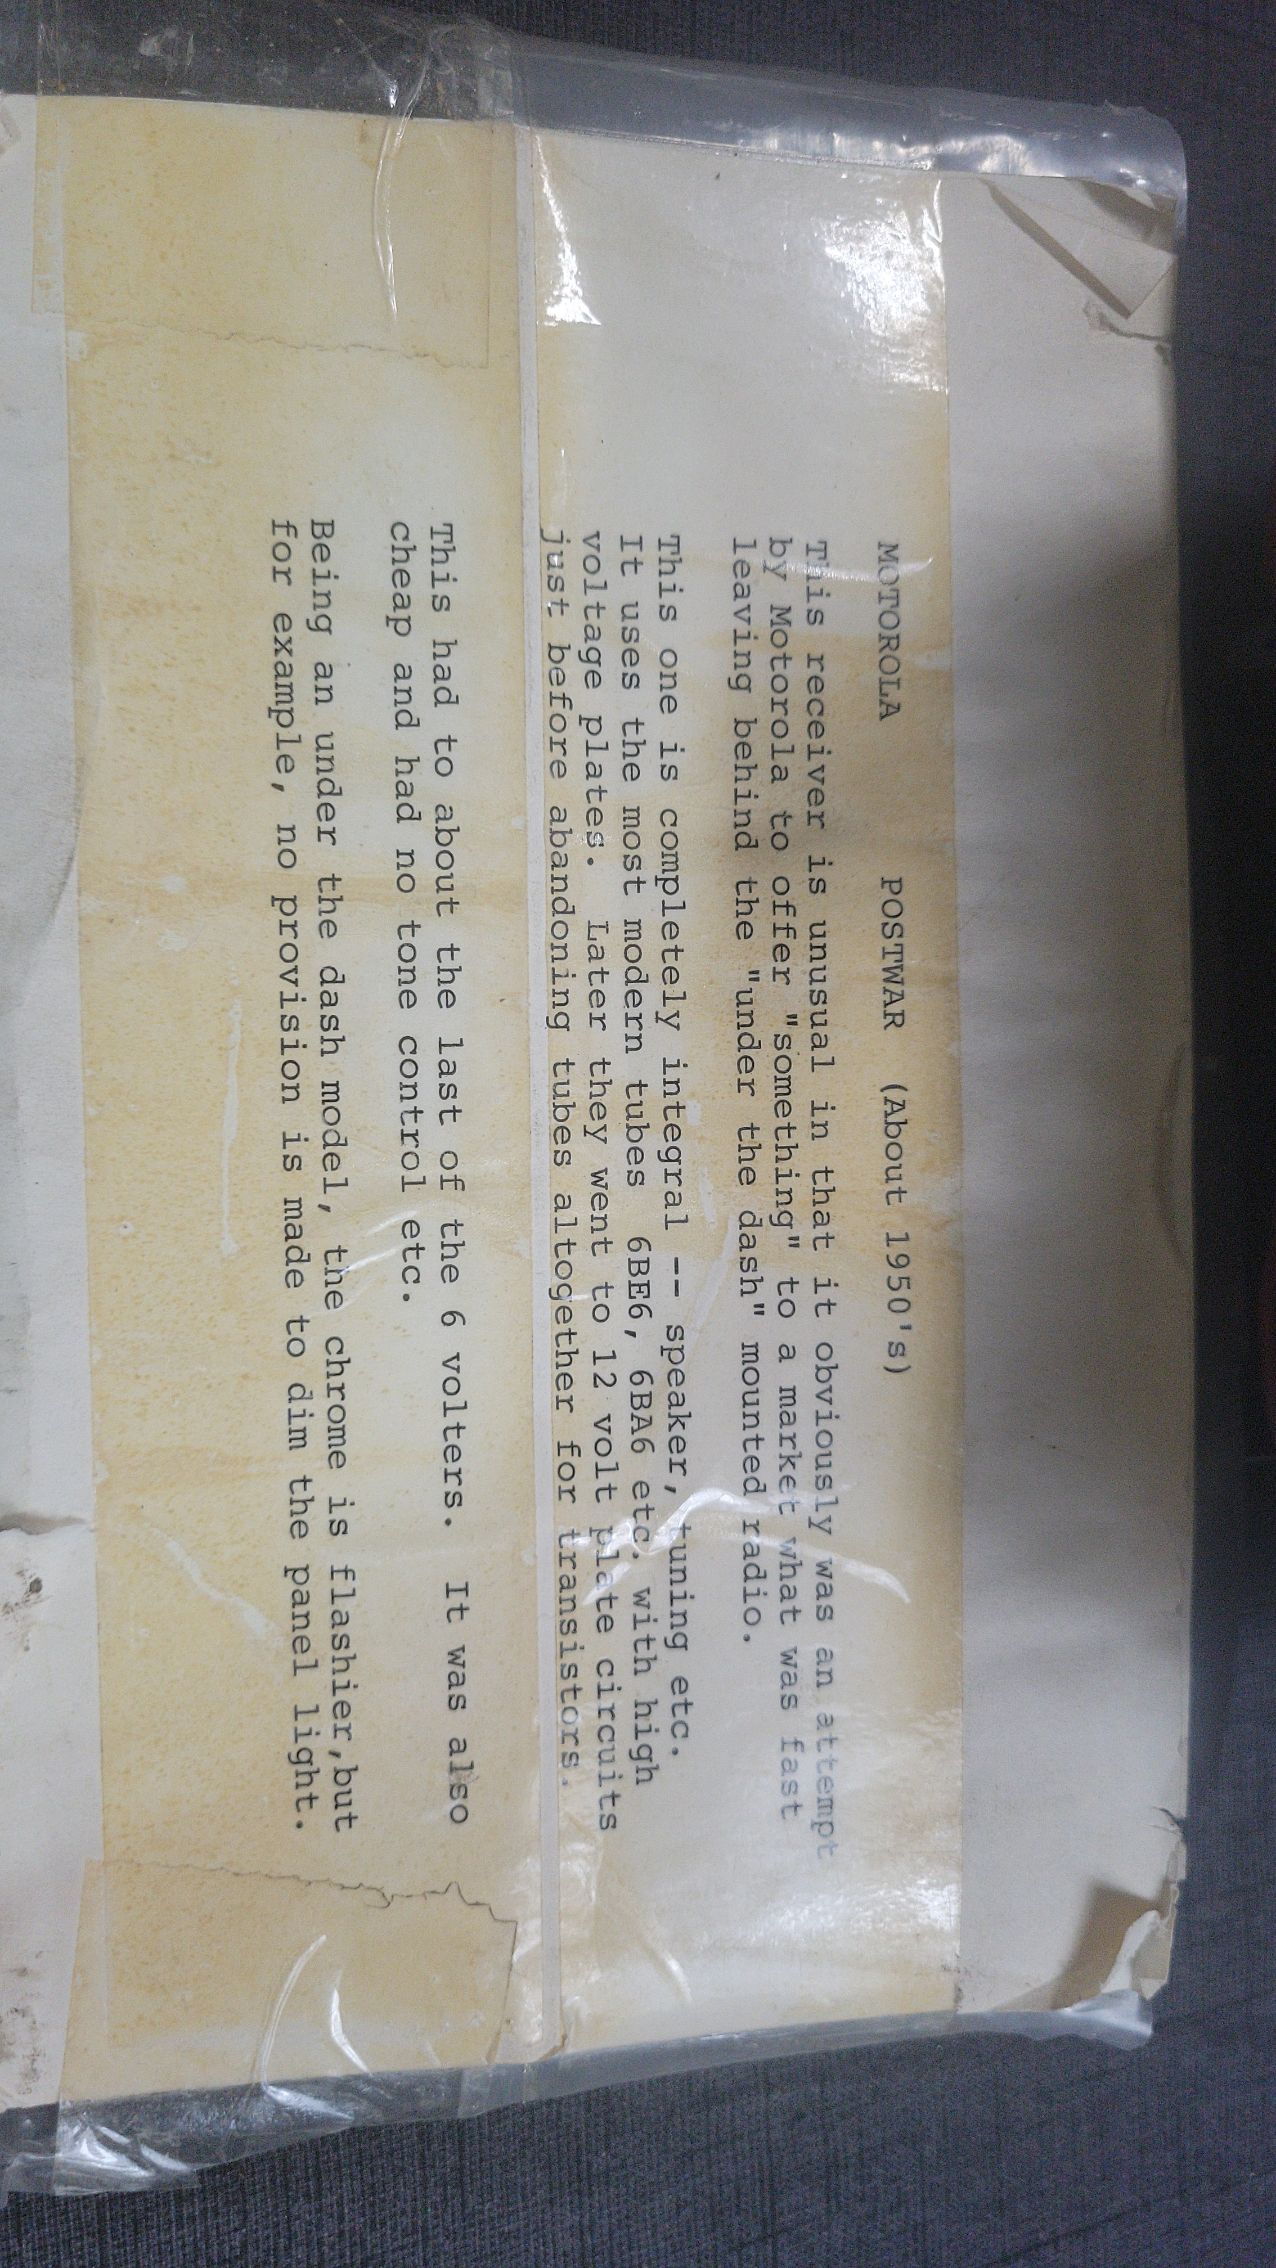 MOTOROLA POSTWAR (About 1950's)
This receiver is unusual in that it obviously was an attempt
by Motorola to offer "something" to a market what was fast
leaving behind the "under the dash" mounted radio.
This one is completely integral -- speaker, tuning etc.
It uses the most modern tubes 6BE6, 6BA6 etc. with high
voltage plates. Later they went to 12 volt plate circuits
just before abandoning tubes altogether for transistors.
This had to about the last of the 6 volters. It was also
cheap and had no tone control etc.
Being an under the dash model, the chrome is flashier,but
for example, no provision is made to dim the panel light.